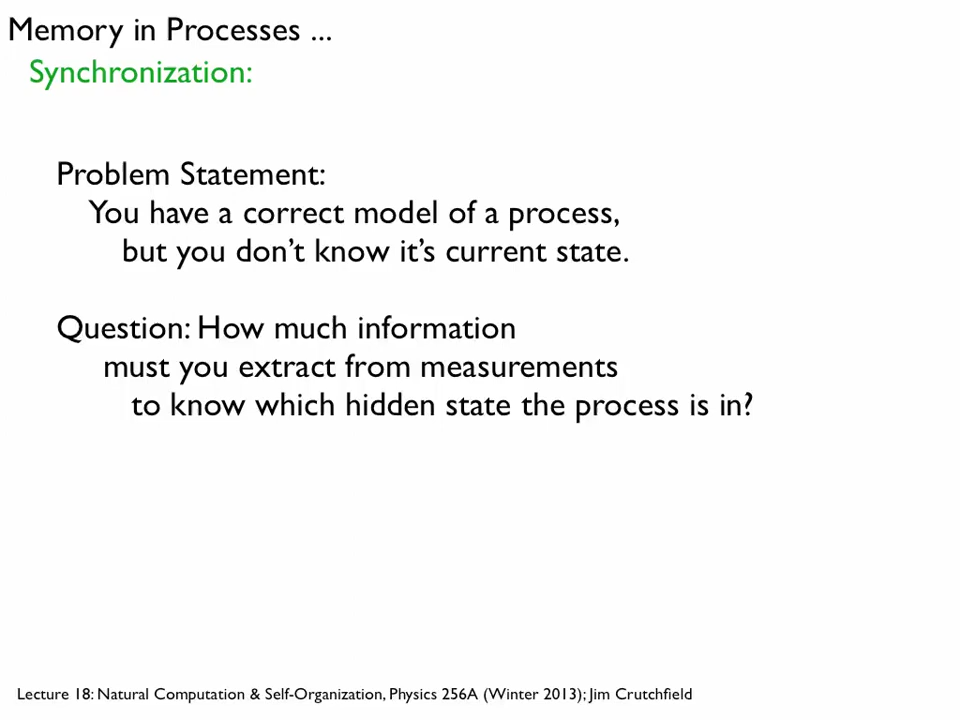 Memory in Processes ...
Synchronization:
Problem Statement:
You have a correct model of a process,
but you don’t know it’s current state.
Question: How much information
must you extract from measurements
to know which hidden state the process is in?
Lecture 18: Natural Computation & Self-Organization, Physics 256A (Winter 2013); Jim Crutchfield